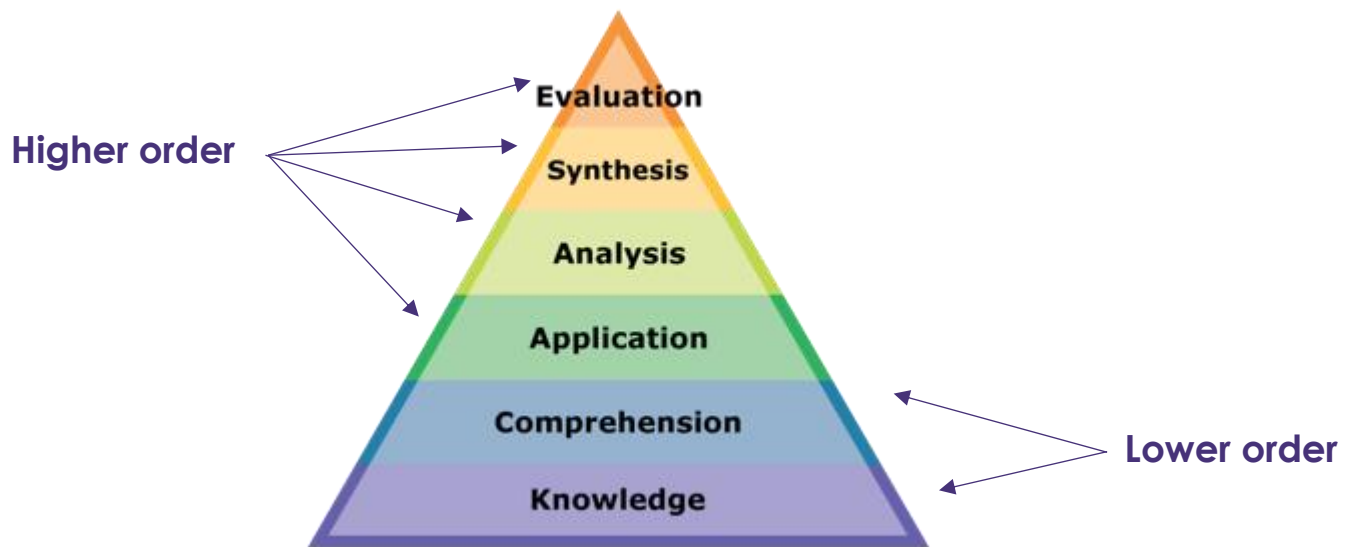 Evaluation
Higher order
Synthesis
Analysis
Application
Comprehension
Lower order
Knowledge